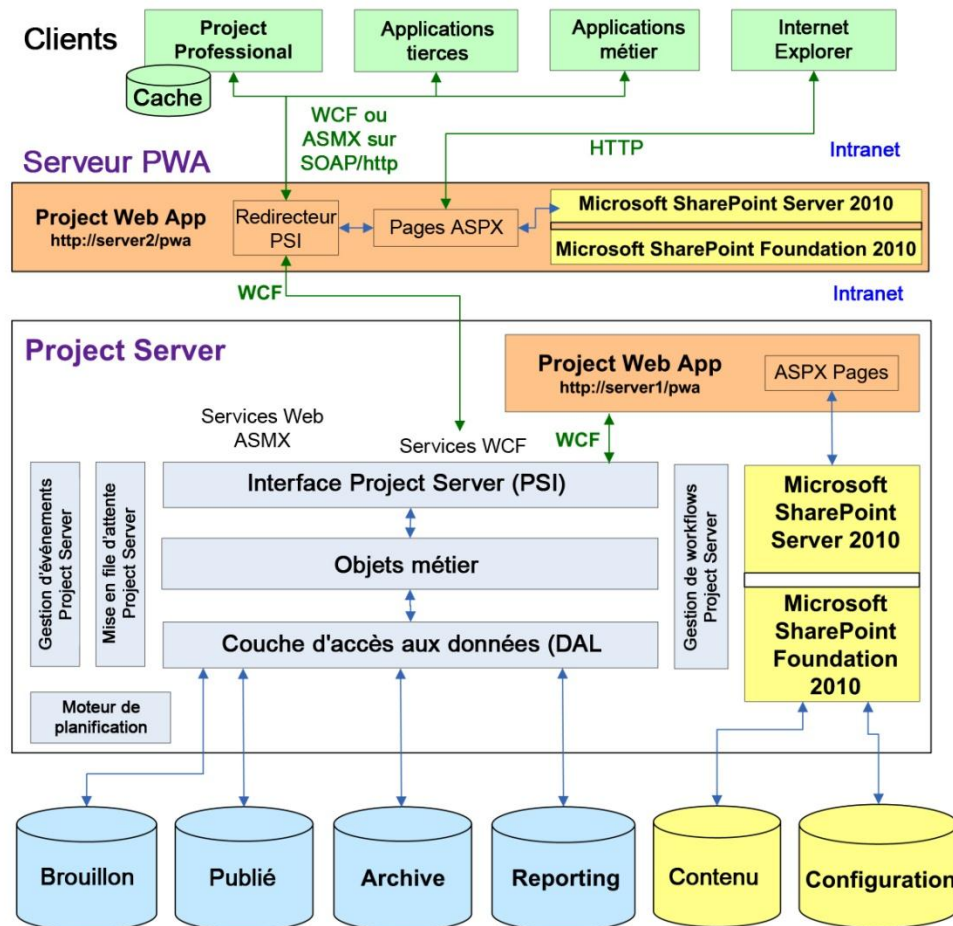 Clients
Project
Professional
Cache
Applications
tierces
Applications
métier
Internet
Explorer
WCF ou
ASMX sur
SOAP/http
HTTP
Intranet
Serveur PWA
Project Web App
http://server2/pwa
Redirecteur
PSI
Pages ASPX
Microsoft SharePoint Server 2010
Microsoft SharePoint Foundation 2010
WCF
Intranet
Project Server
Project Web App
http://server1/pwa
ASPX Pages
Services Web
ASMX
Services WCF
WCF
Gestion d'événements
Project Server
Mise en file d'attente
Project Server
Interface Project Server (PSI)
Objets métier
Couche d'accès aux données (DAL
Gestion de workflows
Project Server
Microsoft
SharePoint
Server 2010
Microsoft
SharePoint
Foundation
2010
Moteur de
planification
Brouillon
Publié
Archive
Reporting
Contenu
Configuration